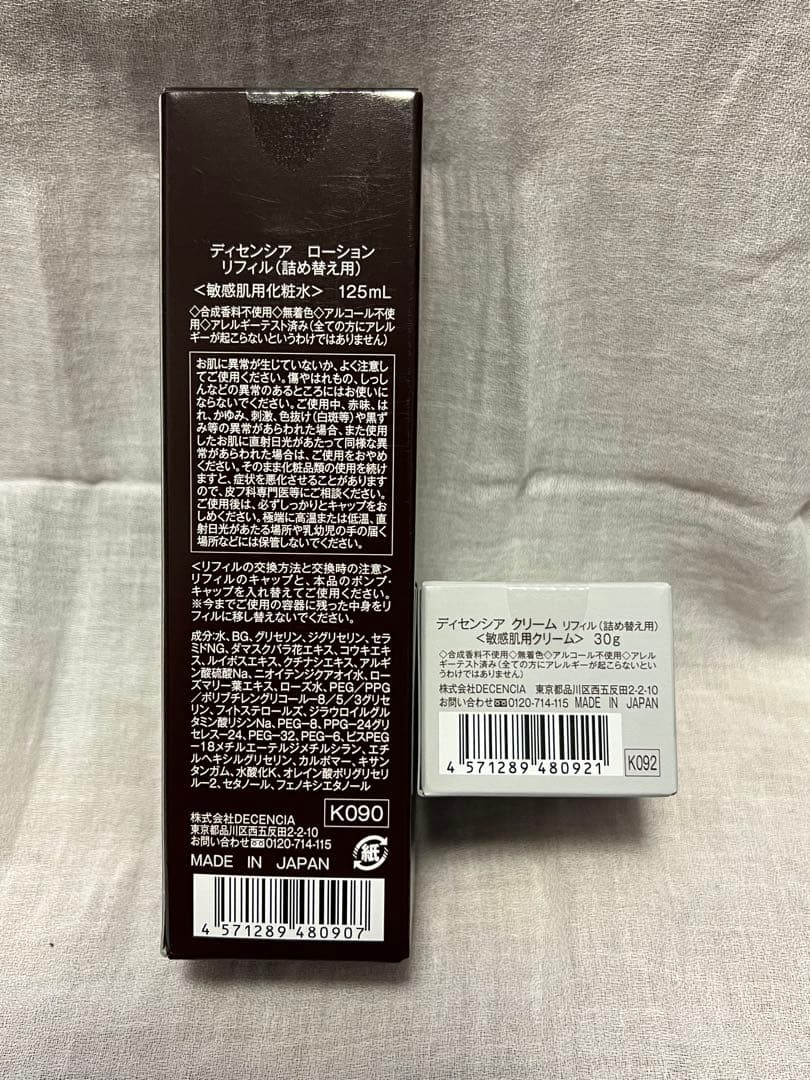 ディセンシア ローション
リフィル(詰め替え用)
<敏感肌用化粧水> 125mL
◇合成香料不使用◇無着色◇アルコール不使
用◇アレルギーテスト済み(全ての方にアレル
ギーが起こらないというわけではありません)
お肌に異常が生じていないか、よく注意し
てご使用ください。傷やはれもの、しっし
んなどの異常のあるところにはお使いに
ならないでください。ご使用中、赤味、は
れ、かゆみ、刺激、色抜け(白斑等)や黒ず
み等の異常があらわれた場合、また使用
したお肌に直射日光があたって同様な異
常があらわれた場合は、ご使用をおやめ
ください。そのまま化粧品類の使用を続け
ますと、症状を悪化させることがあります
ので、皮フ科専門医等にご相談ください。
ご使用後は、必ずしっかりとキャップをお
しめください。極端に高温または低温、直
射日光があたる場所や乳幼児の手の届く
場所などには保管しないでください。
<リフィルの交換方法と交換時の注意>
リフィルのキャップと、本品のポンプ・
キャップを入れ替えてご使用ください。
※今までご使用の容器に残った中身をリ
フィルに移し替えないでください。
成分:水、BG、グリセリン、ジグリセリン、セラ
ミドNG、ダマスクバラ花エキス、コウキエキ
ス、ルイボスエキス、クチナシエキス、アルギン
酸硫酸Na、ニオイテンジクアオイ水、ロー
ズマリー葉エキス、ローズ水、PEG/PPG
/ポリブチレングリコール-8/5/3グリセ
リン、フィトステロールズ、ジラウロイルグル
タミン酸リシンNa、PEG-8、PPG-24グリ
セレス-24、PEG-32、PEG-6、ビスPEG
-18メチルエーテルジメチルシラン、エチ
ルヘキシルグリセリン、カルボマー、キサン
タンガム、水酸化K、オレイン酸ポリグリセリ
ル-2、セタノール、フェノキシエタノール
株式会社DECENCIA
東京都品川区西五反田2-2-10
お問い合わせ 0120-714-115
K090
MADE IN JAPAN
紙
4 571289 480907
ディセンシア クリーム リフィル(詰め替え用)
<敏感肌用クリーム> 30g
◇合成香料不使用◇無着色◇アルコール不使用◇アレル
ギーテスト済み(全ての方にアレルギーが起こらないとい
うわけではありません)
株式会社DECENCIA 東京都品川区西五反田2-2-10
お問い合わせ 0120-714-115 MADE IN JAPAN
4 571289 480921
K092